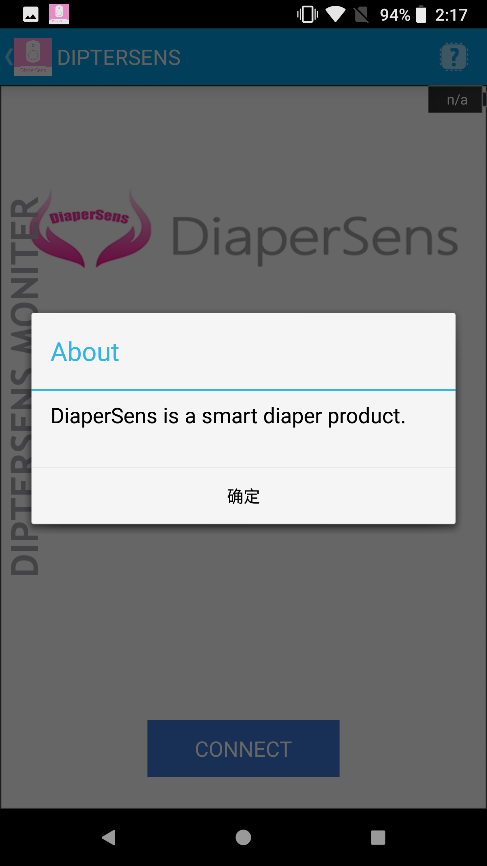 94% 2:17
DIPTERSENS
n/a
DiaperSens
DiaperSens
DIPTERSENS MONITER
About
DiaperSens is a smart diaper product.
确定
CONNECT